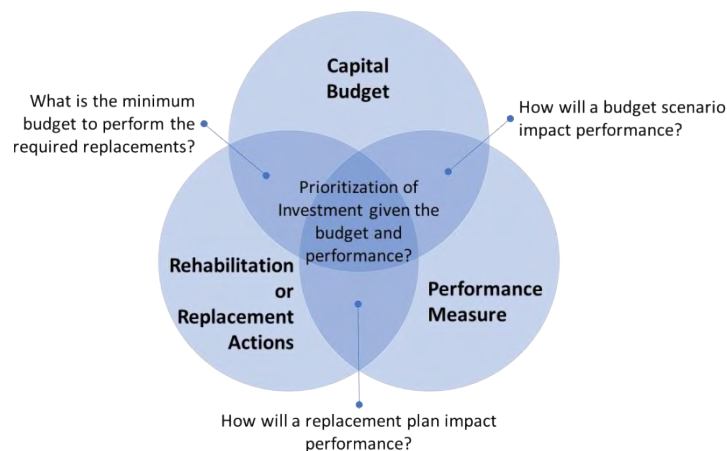 Capital
Budget
What is the minimum
budget to perform the
required replacements?
How will a budget scenario
impact performance?
Prioritization of
Investment given the
budget and
performance?
Rehabilitation
or
Replacement
Actions
Performance
Measure
How will a replacement plan impact
performance?